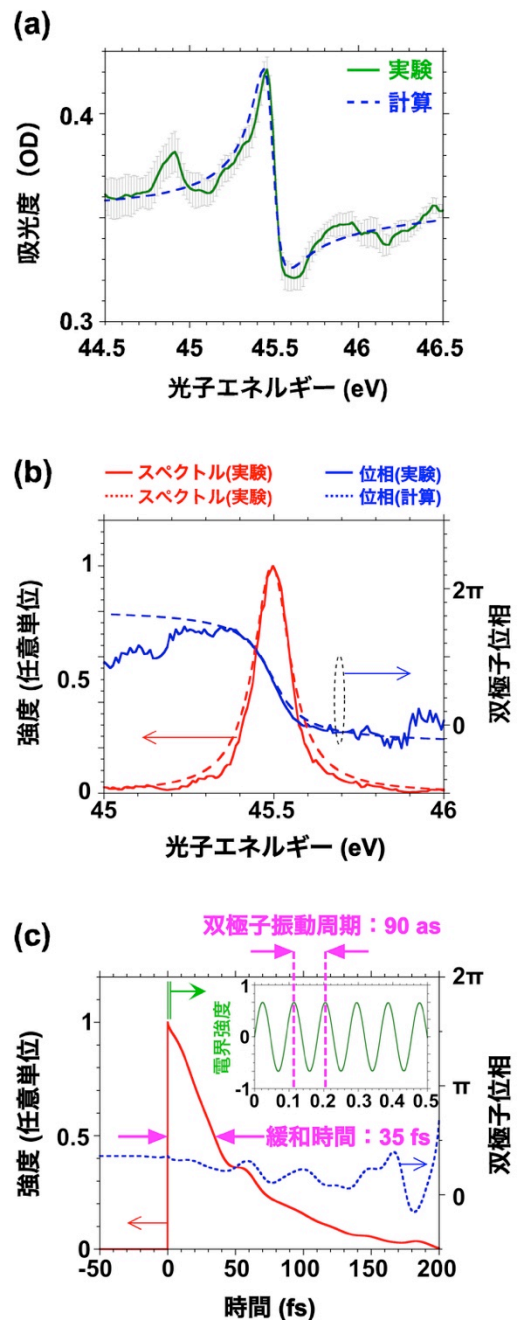 (a)
実験
計算
0.4
0.3
吸光度 (OD)
44.5 45 45.5 46 46.5
光子エネルギー (eV)
(b)
スペクトル(実験) 位相(実験)
スペクトル(実験) 位相(計算)
1
0.5
0
強度 (任意単位)
2π
0
双極子位相
45 45.5 46
光子エネルギー (eV)
(c)
双極子振動周期：90 as
1
0.5
0
強度 (任意単位)
電界強度
1
0
-1
0 0.1 0.2 0.3 0.4 0.5
緩和時間：35 fs
2π
π
0
双極子位相
-50 0 50 100 150 200
時間 (fs)